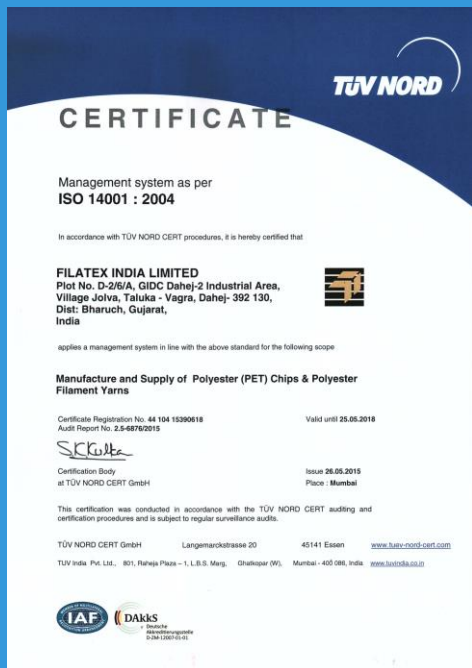 TÜV NORD
CERTIFICATE
Management system as per
ISO 14001 : 2004
In accordance with TÜV NORD CERT procedures, it is hereby certified that
FILATEX INDIA LIMITED
Plot No. D-2/6/A, GIDC Dahej-2 Industrial Area,
Village Jolva, Taluka - Vagra, Dahej- 392 130,
Dist: Bharuch, Gujarat,
India
applies a management system in line with the above standard for the following scope
Manufacture and Supply of Polyester (PET) Chips & Polyester
Filament Yarns
Certificate Registration No. 44 104 15390618 Valid until 25.05.2018
Audit Report No. 2.5-6876/2015
Certification Body Issue 26.05.2015
at TÜV NORD CERT GmbH Place : Mumbai
This certification was conducted in accordance with the TÜV NORD CERT auditing and
certification procedures and is subject to regular surveillance audits.
TÜV NORD CERT GmbH Langemarckstrasse 20 45141 Essen www.tuev-nord-cert.com
TUV India Pvt. Ltd., 801, Raheja Plaza – 1, L.B.S. Marg, Ghatkopar (W), Mumbai - 400 086, India www.tuvindia.co.in
IAF
DAkkS
Deutsche
Akkreditierungsstelle
D-ZM-12007-01-01